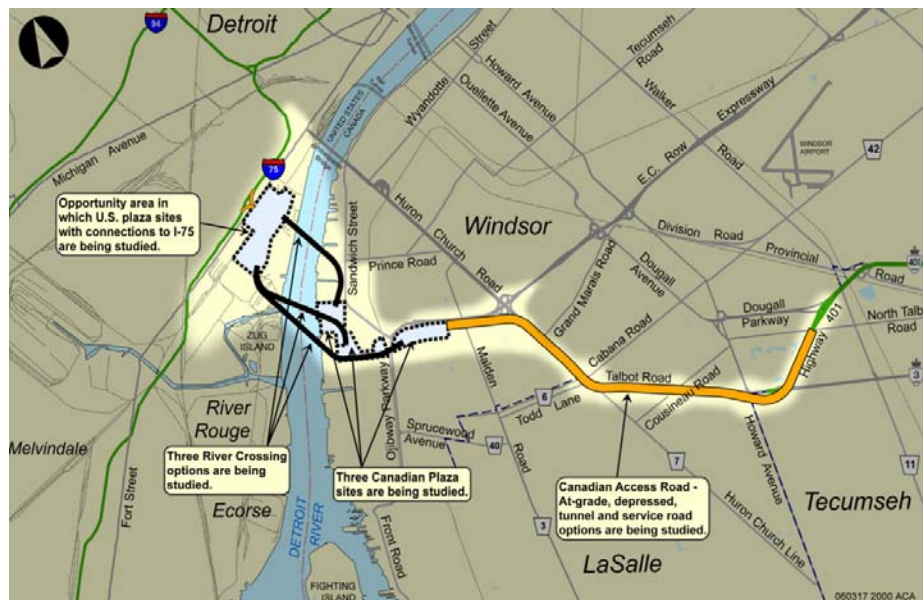 94
Detroit
Michigan Avenue
75
UNITED STATES
CANADA
Wyandotte
Street
Howard Avenue
Ouellette Avenue
Tecumseh
Road
Walker
Road
Expressway
E.C. Row
WINDSOR
AIRPORT
42
Opportunity area in
which U.S. plaza sites
with connections to I-75
are being studied.
Sandwich Street
Huron
Church
Road
Windsor
Prince Road
Grand Marais Road
Dougall
Avenue
Division Road
Provincial
Road
401
Dougall
Parkway
North Talbot
Road
Highway
401
3
ZUG
ISLAND
Ojibway Parkway
Malden
Road
Cabana Road
Talbot Road
Cousineau Road
6
Todd Lane
Howard Avenue
River
Rouge
Melvindale
Fort Street
Three River Crossing
options are being
studied.
Three Canadian Plaza
sites are being studied.
Sprucewood
Avenue
40
Canadian Access Road -
At-grade, depressed,
tunnel and service road
options are being studied.
7
11
Huron Church Line
Tecumseh
Ecorse
DETROIT
RIVER
Front Road
3
LaSalle
FIGHTING
ISLAND
060317 2000 ACA